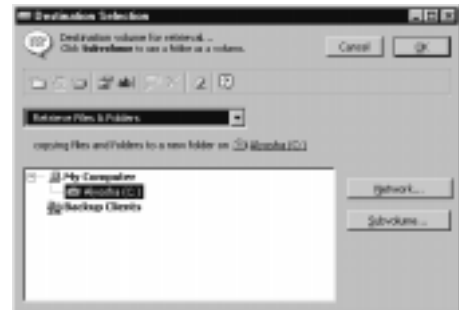 Destination Selection
Destination volume for retrieval...
Click Subvolume to use a folder as a volume.
Cancel
OK
Retrieve Files & Folders
copying Files and Folders to a new folder on (C:)
My Computer
(C:)
Backup Clients
Network...
Subvolume...